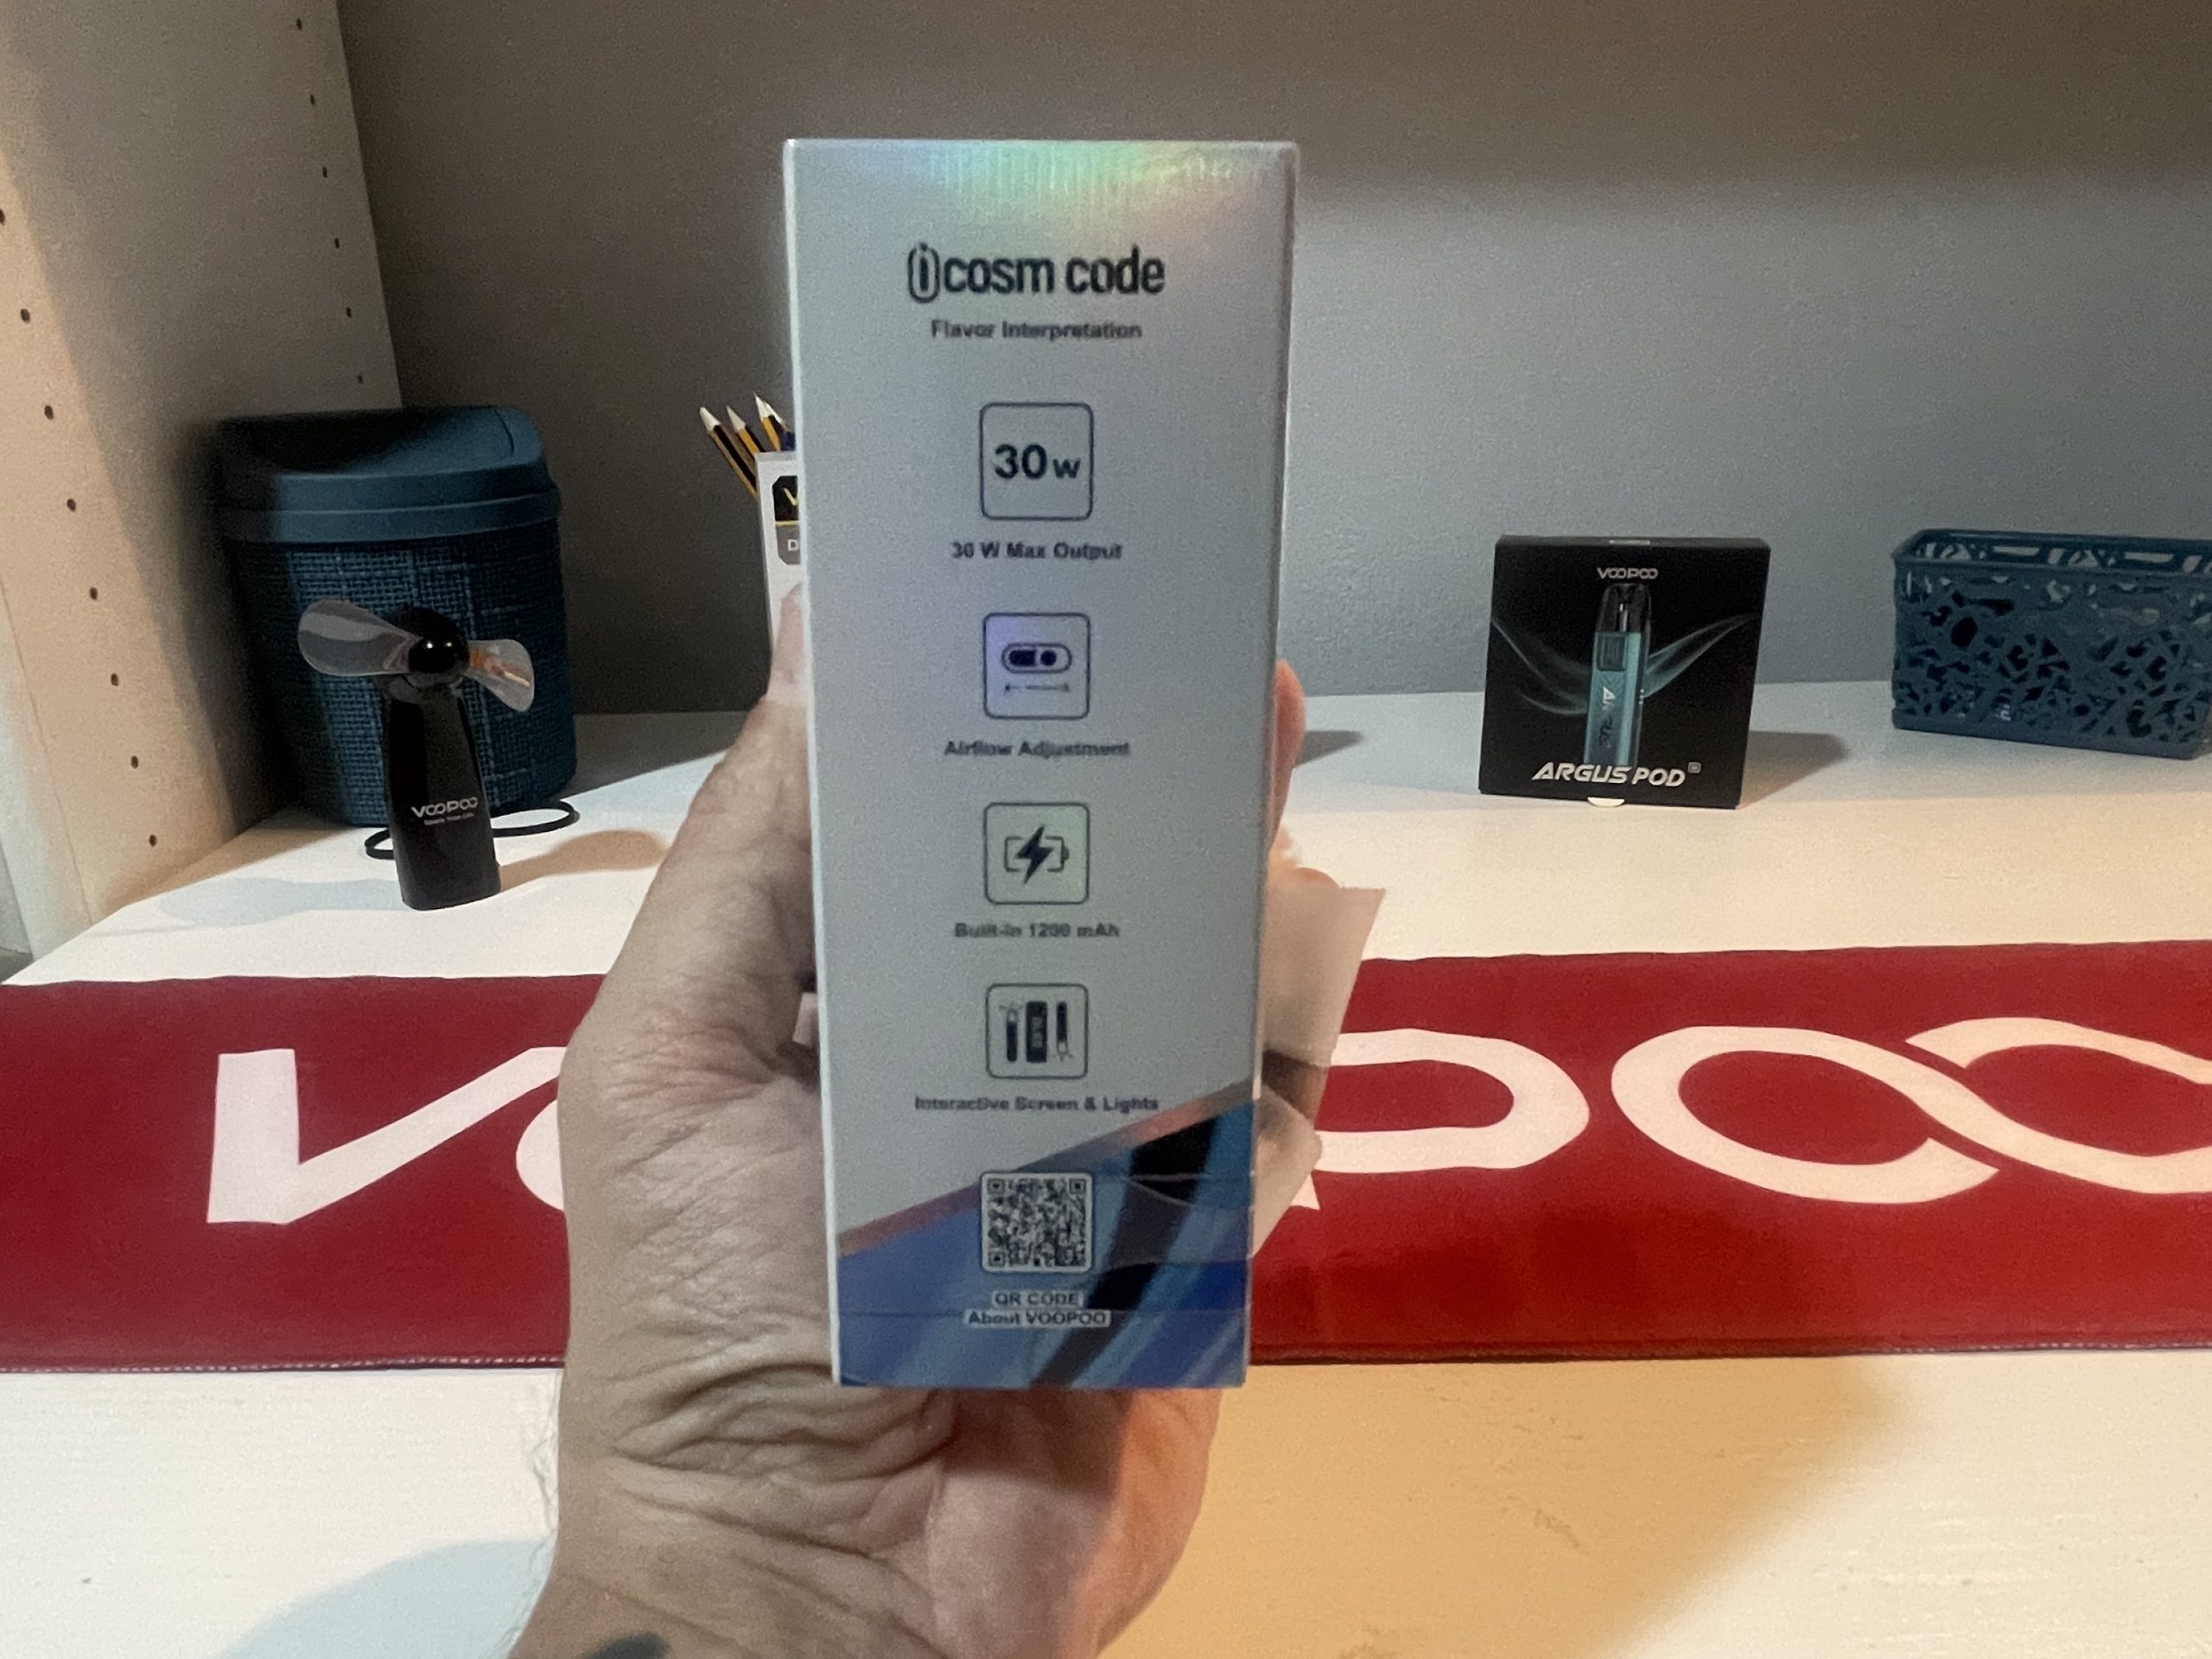 icosm code
Flavor Interpretation
30w
30 W Max Output
Airflow Adjustment
Built-in 1200 mAh
Interactive Screen & Lights
QR CODE
About VOOPOO
VOOPOO
VOOPOO
ARGUS POD
ARGUS